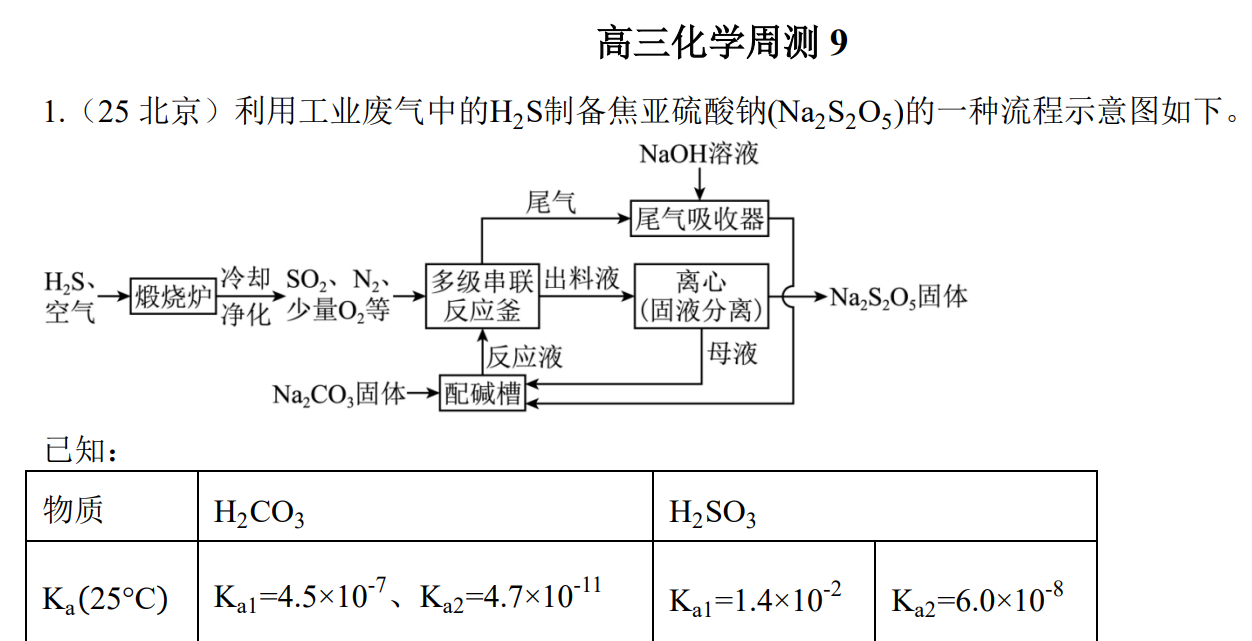 高三化学周测 9
1.（25 北京）利用工业废气中的H₂S制备焦亚硫酸钠(Na₂S₂O₅)的一种流程示意图如下。
NaOH溶液
尾气
尾气吸收器
H₂S、
空气
煅烧炉
冷却
净化
SO₂、N₂、
少量O₂等
多级串联
反应釜
出料液
离心
(固液分离)
Na₂S₂O₅固体
反应液
母液
Na₂CO₃固体
配碱槽
已知：
物质 H₂CO₃ H₂SO₃
Kₐ(25°C) Kₐ₁=4.5×10⁻⁷、Kₐ₂=4.7×10⁻¹¹ Kₐ₁=1.4×10⁻² Kₐ₂=6.0×10⁻⁸